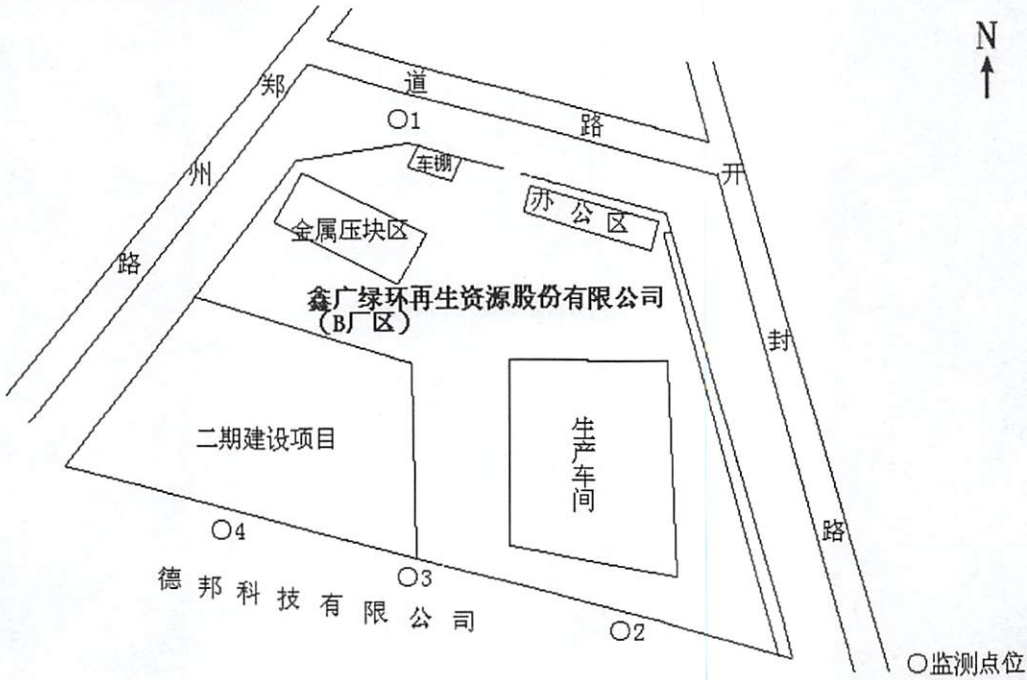 N
郑州路
道路
开封路
○1
车棚
办公区
金属压块区
鑫广绿环再生资源股份有限公司
（B厂区）
二期建设项目
生产车间
○4
○3
○2
德邦科技有限公司
○监测点位